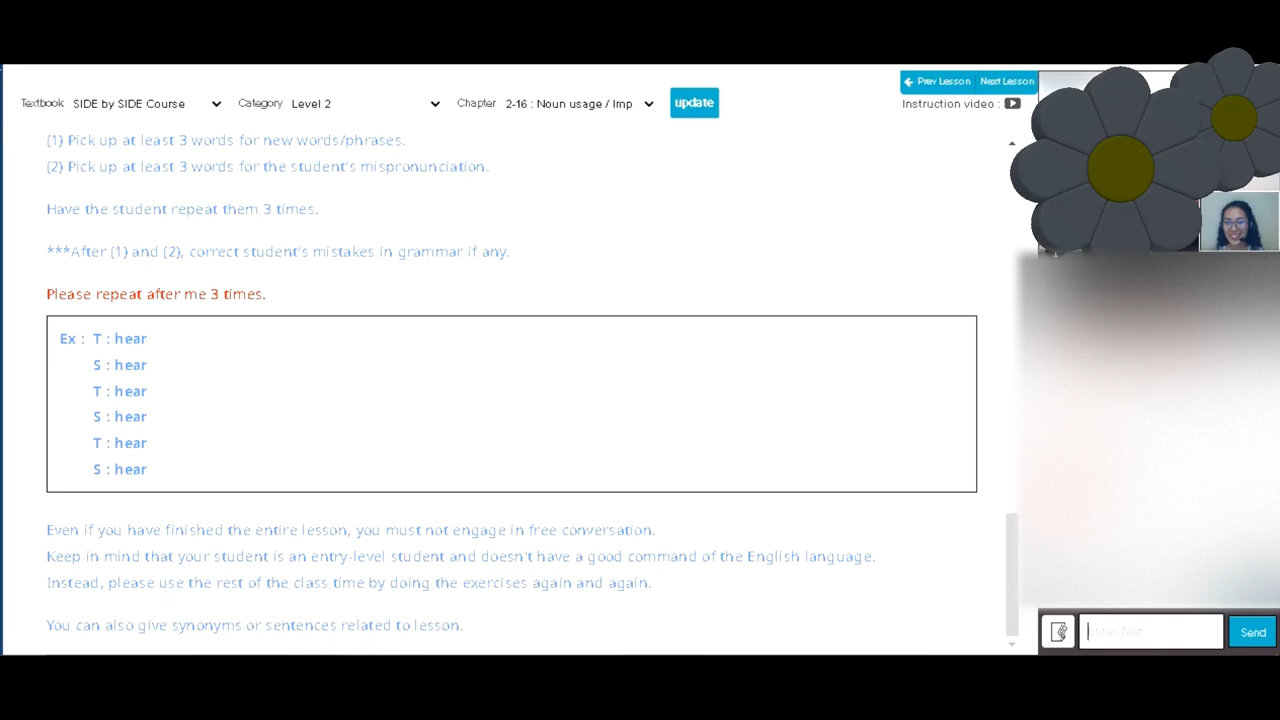 Prev Lesson Next Lesson
Textbook SIDE by SIDE Course Category Level 2 Chapter 2-16 : Noun usage / Imp update Instruction video :
(1) Pick up at least 3 words for new words/phrases.
(2) Pick up at least 3 words for the student's mispronunciation.
Have the student repeat them 3 times.
***After (1) and (2), correct student's mistakes in grammar if any.
Please repeat after me 3 times.
Ex : T : hear
S : hear
T : hear
S : hear
T : hear
S : hear
Even if you have finished the entire lesson, you must not engage in free conversation.
Keep in mind that your student is an entry-level student and doesn't have a good command of the English language.
Instead, please use the rest of the class time by doing the exercises again and again.
You can also give synonyms or sentences related to lesson.
Enter Text Send